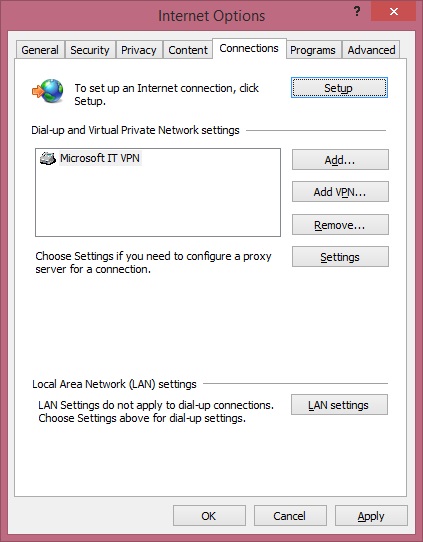 Internet Options
?
General Security Privacy Content Connections Programs Advanced
To set up an Internet connection, click
Setup.
Setup
Dial-up and Virtual Private Network settings
Microsoft IT VPN
Add...
Add VPN...
Remove...
Choose Settings if you need to configure a proxy
server for a connection.
Settings
Local Area Network (LAN) settings
LAN Settings do not apply to dial-up connections.
Choose Settings above for dial-up settings.
LAN settings
OK Cancel Apply